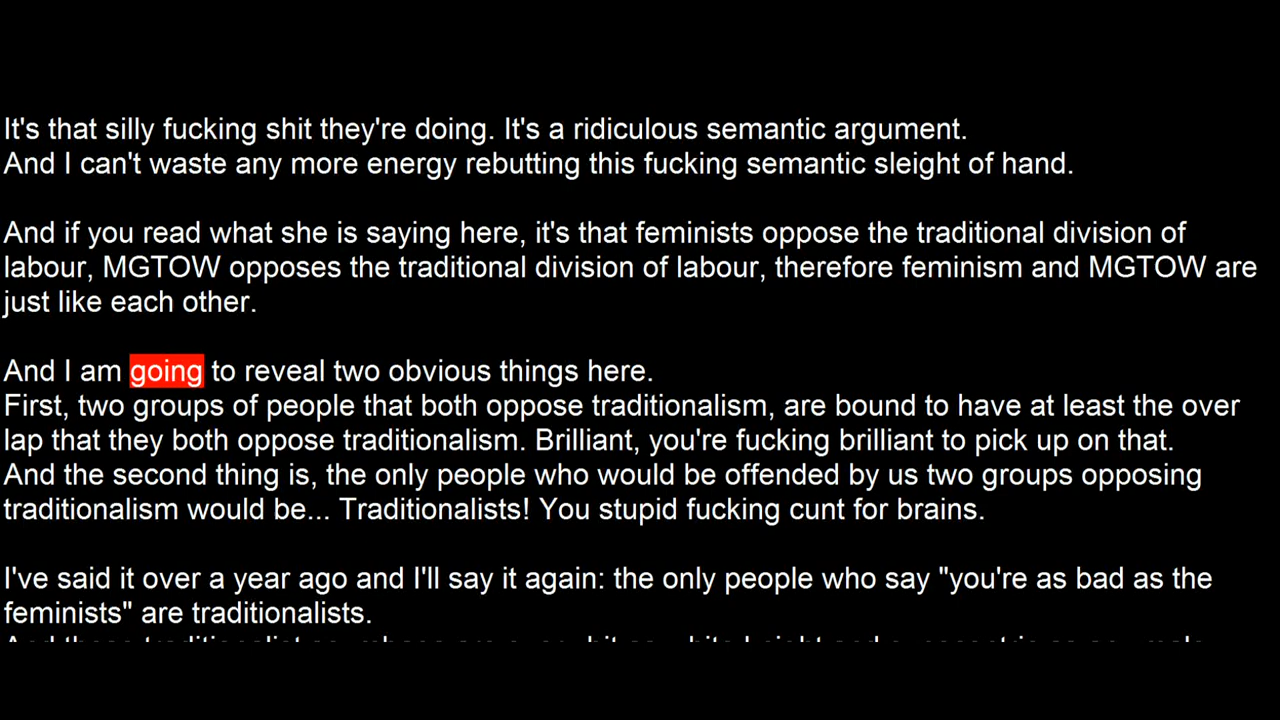 It's that silly fucking shit they're doing. It's a ridiculous semantic argument.
And I can't waste any more energy rebutting this fucking semantic sleight of hand.
And if you read what she is saying here, it's that feminists oppose the traditional division of
labour, MGTOW opposes the traditional division of labour, therefore feminism and MGTOW are
just like each other.
And I am going to reveal two obvious things here.
First, two groups of people that both oppose traditionalism, are bound to have at least the over
lap that they both oppose traditionalism. Brilliant, you're fucking brilliant to pick up on that.
And the second thing is, the only people who would be offended by us two groups opposing
traditionalism would be... Traditionalists! You stupid fucking cunt for brains.
I've said it over a year ago and I'll say it again: the only people who say "you're as bad as the
feminists" are traditionalists.